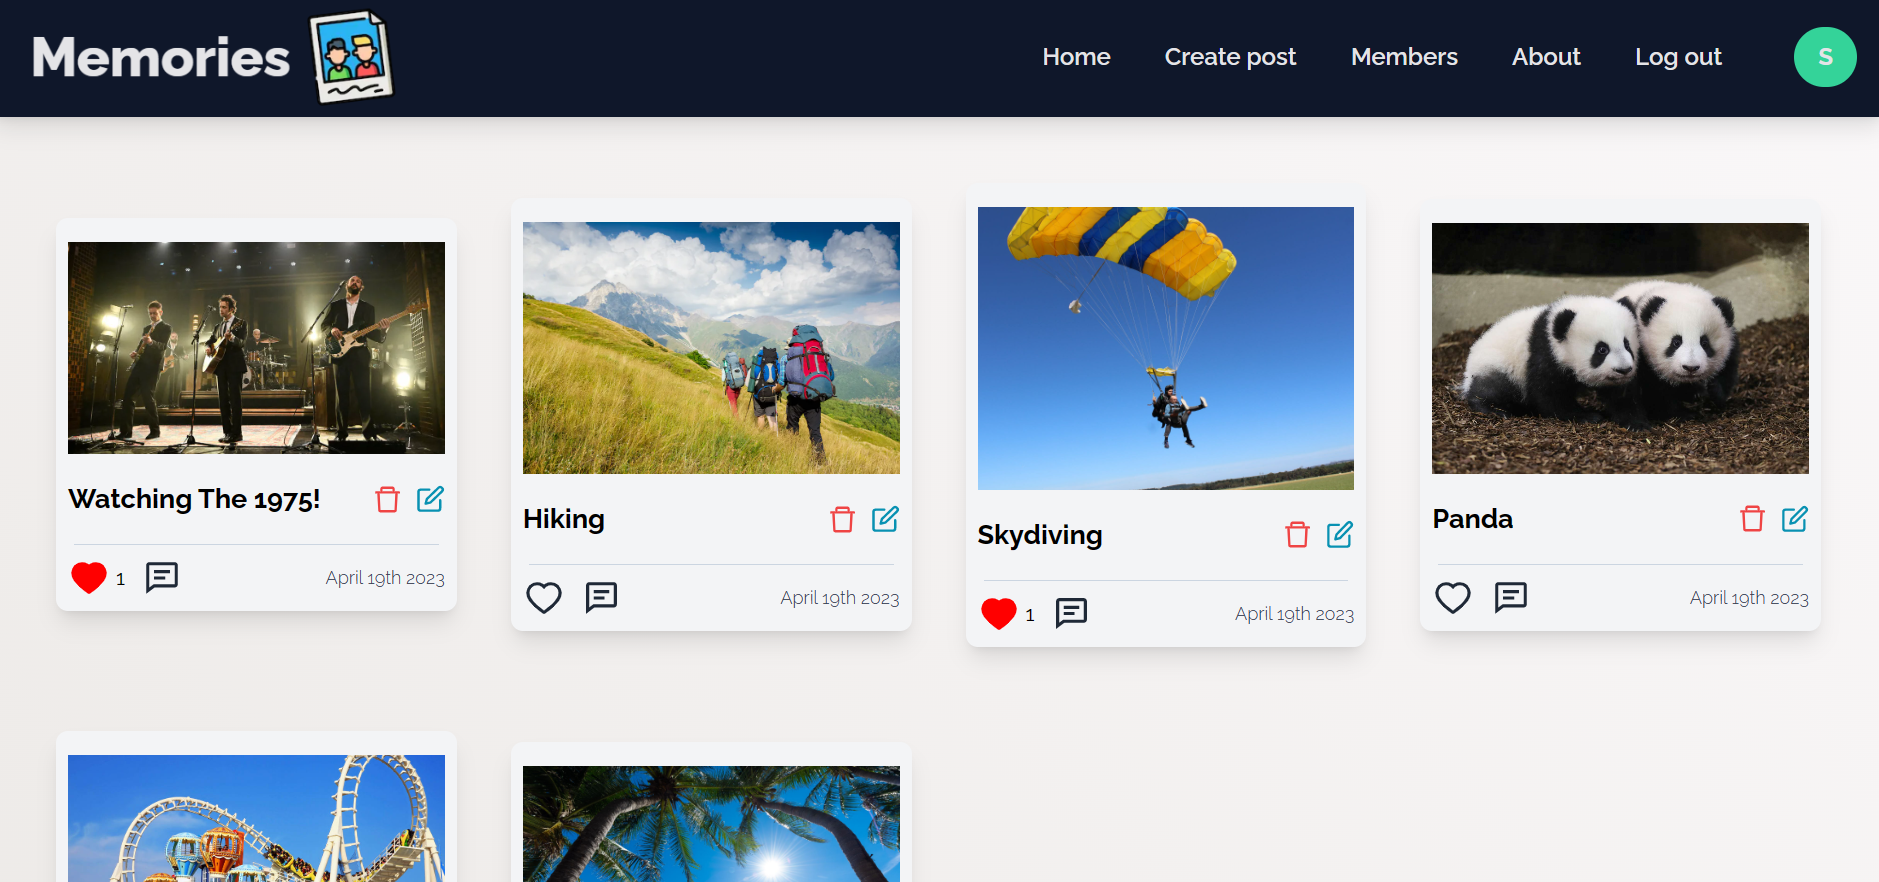 Memories
Home Create post Members About Log out S
Watching The 1975!
1 April 19th 2023
Hiking
April 19th 2023
Skydiving
1 April 19th 2023
Panda
April 19th 2023